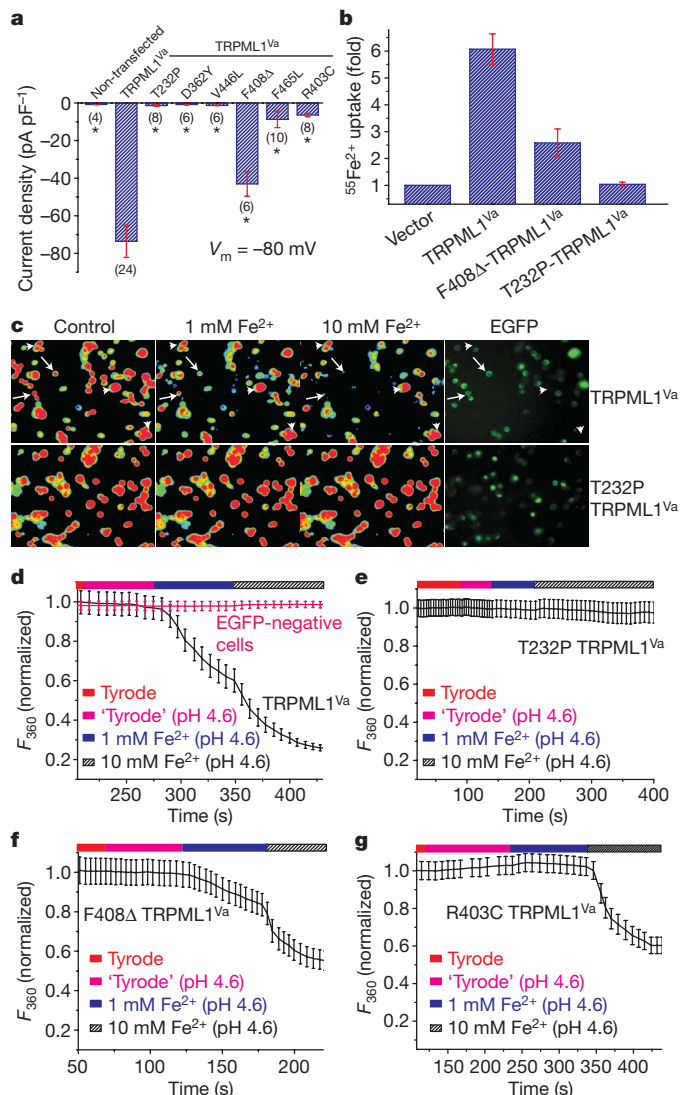 a
TRPML1ᵛᵃ
Non-transfected
TRPML1ᵛᵃ
T232P
D362Y
V446L
F408Δ
F465L
R403C
Current density (pA pF⁻¹)
0
−20
−40
−60
−80
(4)
*
(24)
(8)
*
(6)
*
(6)
*
(6)
*
(10)
*
(8)
*
Vm = −80 mV
b
⁵⁵Fe²⁺ uptake (fold)
6
5
4
3
2
1
Vector
TRPML1ᵛᵃ
F408Δ-TRPML1ᵛᵃ
T232P-TRPML1ᵛᵃ
c
Control
1 mM Fe²⁺
10 mM Fe²⁺
EGFP
TRPML1ᵛᵃ
T232P
TRPML1ᵛᵃ
d
F₃₆₀ (normalized)
1.0
0.8
0.6
0.4
0.2
EGFP-negative
cells
TRPML1ᵛᵃ
Tyrode
'Tyrode' (pH 4.6)
1 mM Fe²⁺ (pH 4.6)
10 mM Fe²⁺ (pH 4.6)
250 300 350 400
Time (s)
e
F₃₆₀ (normalized)
1.0
0.8
0.6
0.4
0.2
T232P TRPML1ᵛᵃ
Tyrode
'Tyrode' (pH 4.6)
1 mM Fe²⁺ (pH 4.6)
10 mM Fe²⁺ (pH 4.6)
100 200 300 400
Time (s)
f
F₃₆₀ (normalized)
1.0
0.8
0.6
0.4
0.2
F408Δ TRPML1ᵛᵃ
Tyrode
'Tyrode' (pH 4.6)
1 mM Fe²⁺ (pH 4.6)
10 mM Fe²⁺ (pH 4.6)
50 100 150 200
Time (s)
g
F₃₆₀ (normalized)
1.0
0.8
0.6
0.4
0.2
R403C TRPML1ᵛᵃ
Tyrode
'Tyrode' (pH 4.6)
1 mM Fe²⁺ (pH 4.6)
10 mM Fe²⁺ (pH 4.6)
150 200 250 300 350 400
Time (s)